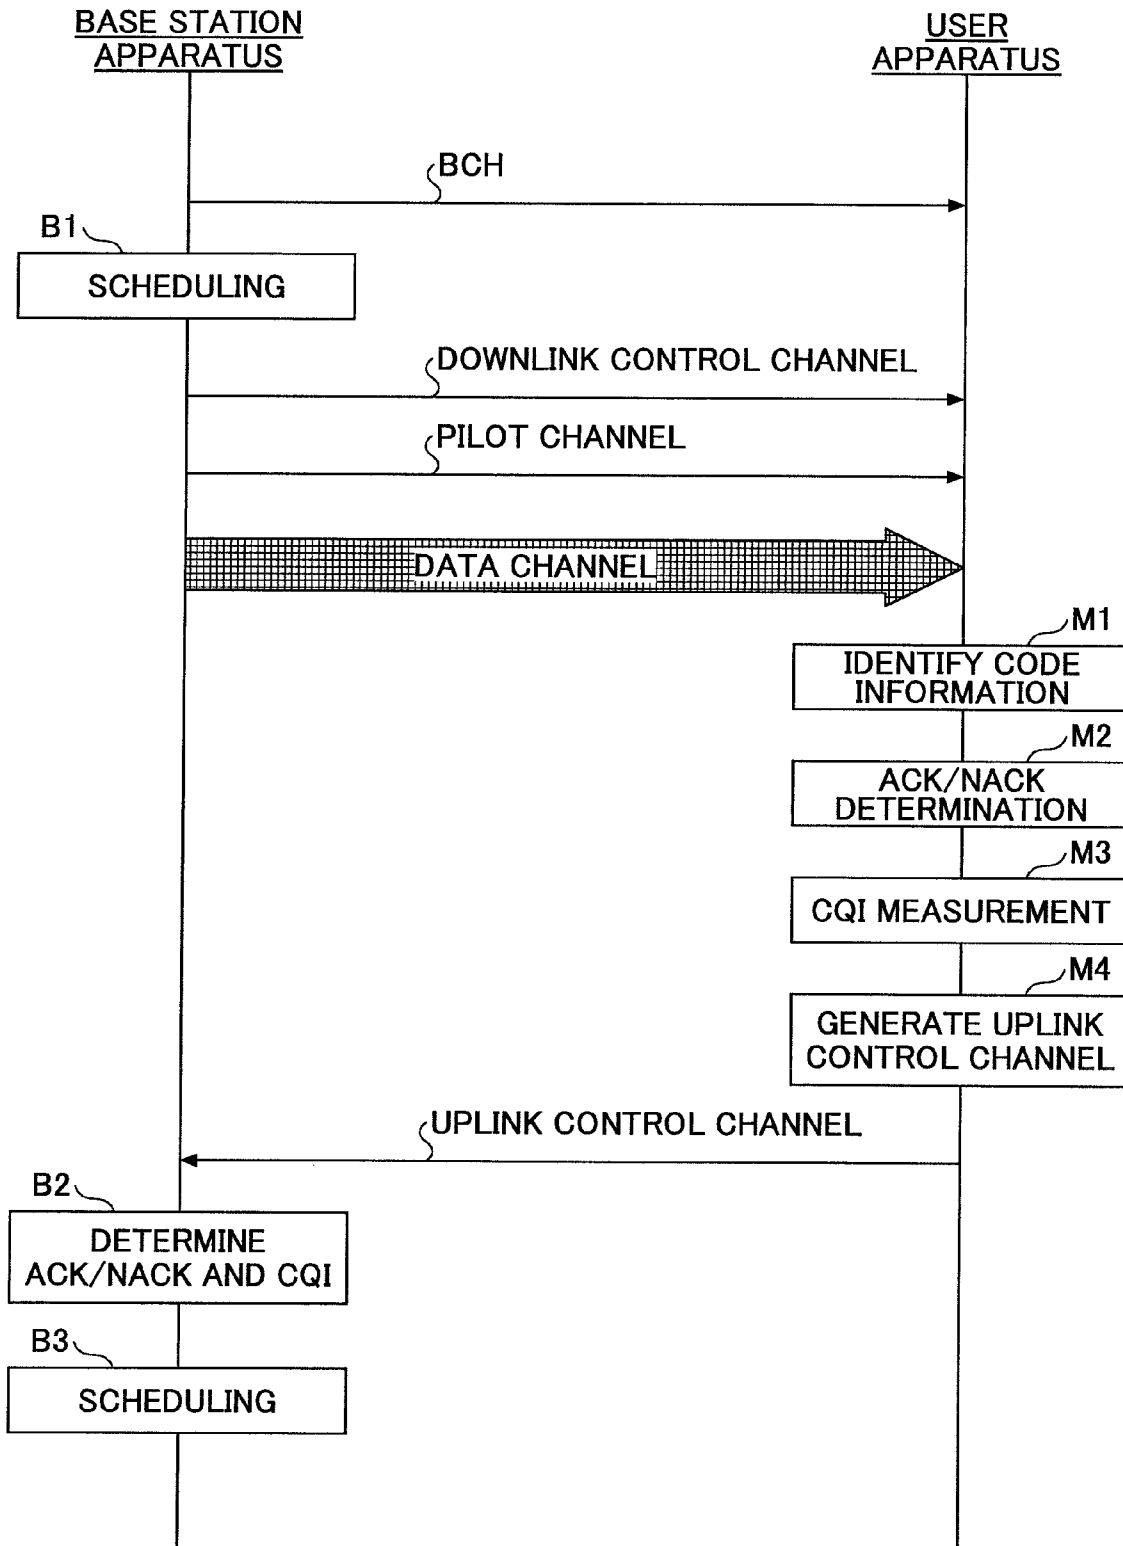 BASE STATION
APPARATUS
USER
APPARATUS
BCH
B1
SCHEDULING
DOWNLINK CONTROL CHANNEL
PILOT CHANNEL
DATA CHANNEL
M1
IDENTIFY CODE
INFORMATION
M2
ACK/NACK
DETERMINATION
M3
CQI MEASUREMENT
M4
GENERATE UPLINK
CONTROL CHANNEL
UPLINK CONTROL CHANNEL
B2
DETERMINE
ACK/NACK AND CQI
B3
SCHEDULING